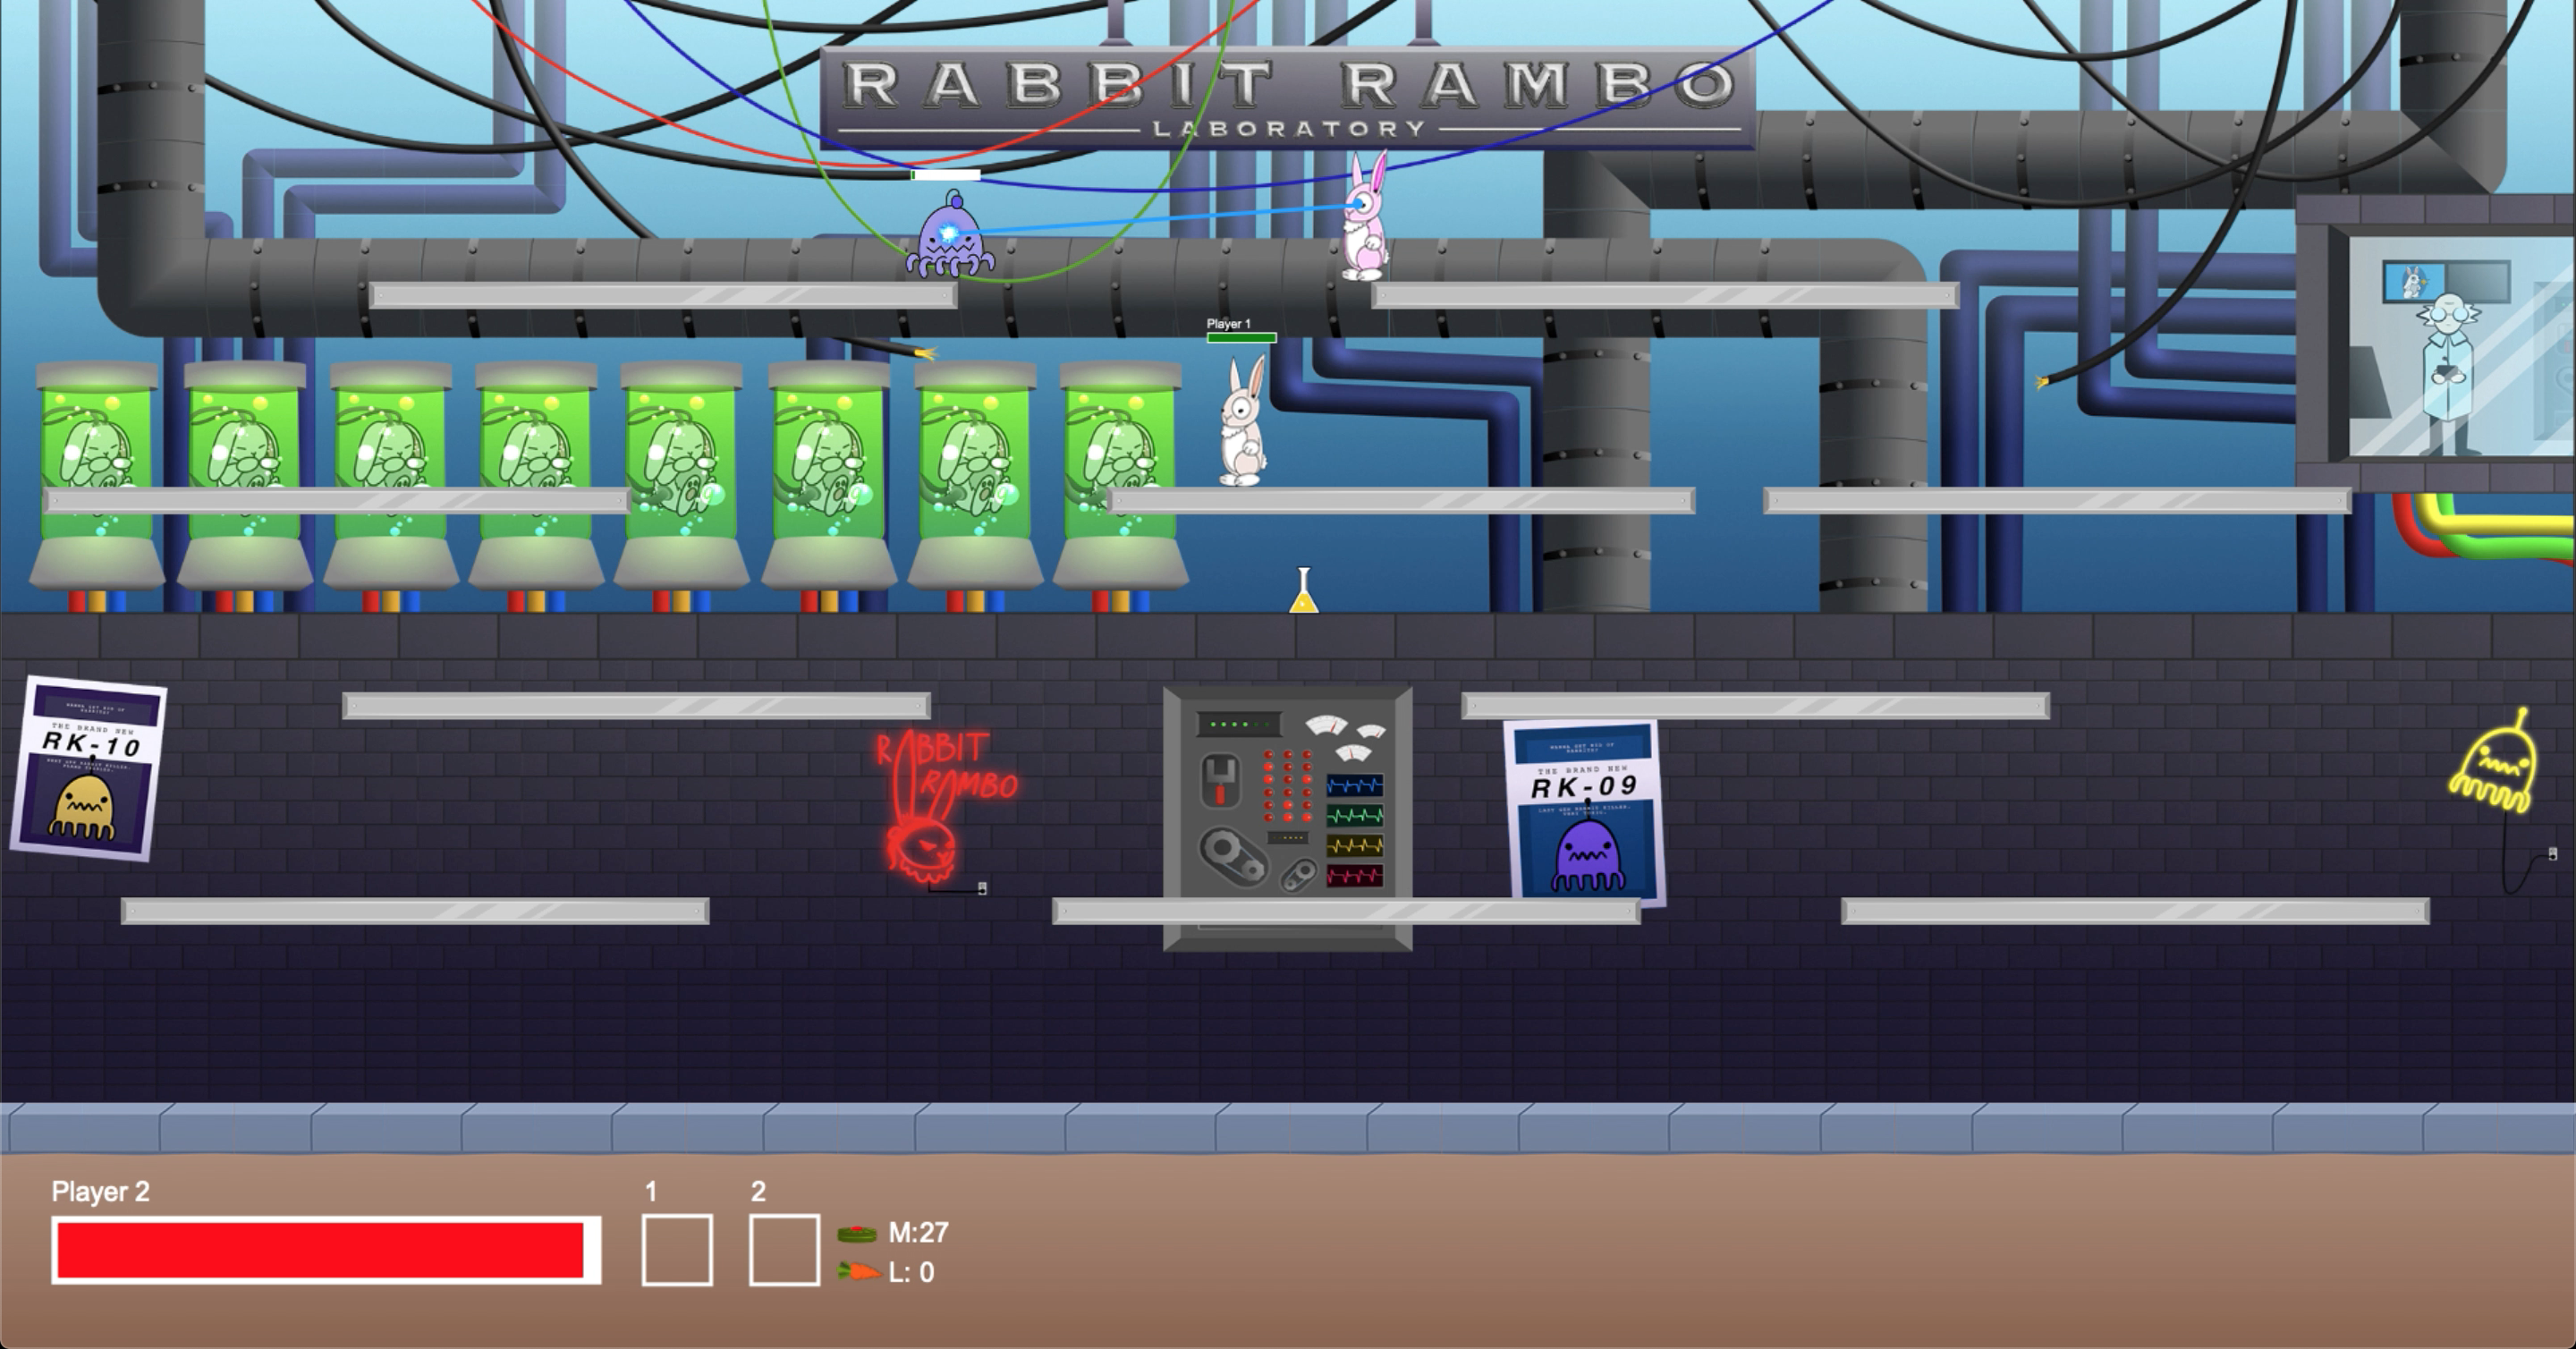 RABBIT RAMBO
LABORATORY
Player 1
THE BRAND NEW
RK-10
RABBIT
RAMBO
THE BRAND NEW
RK-09
Player 2
1
2
M:27
L: 0